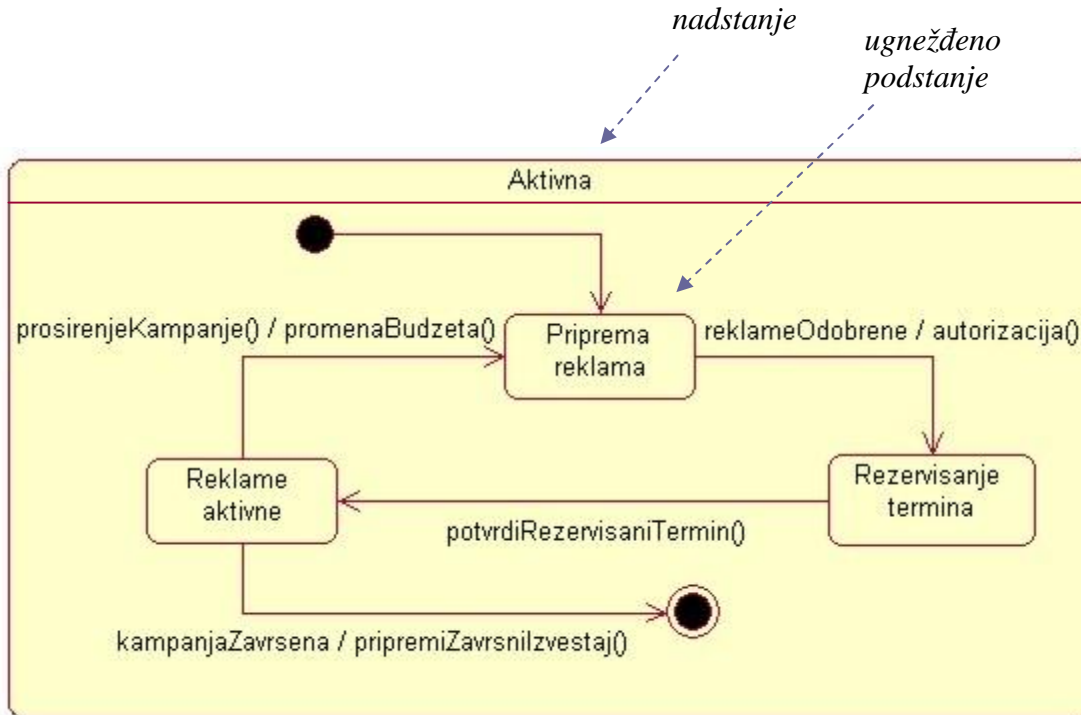 nadstanje
ugnežđeno
podstanje
Aktivna
prosirenjeKampanje() / promenaBudzeta()
Priprema
reklama
reklameOdobrene / autorizacija()
Reklame
aktivne
Rezervisanje
termina
potvrdiRezervisaniTermin()
kampanjaZavrsena / pripremiZavrsniIzvestaj()